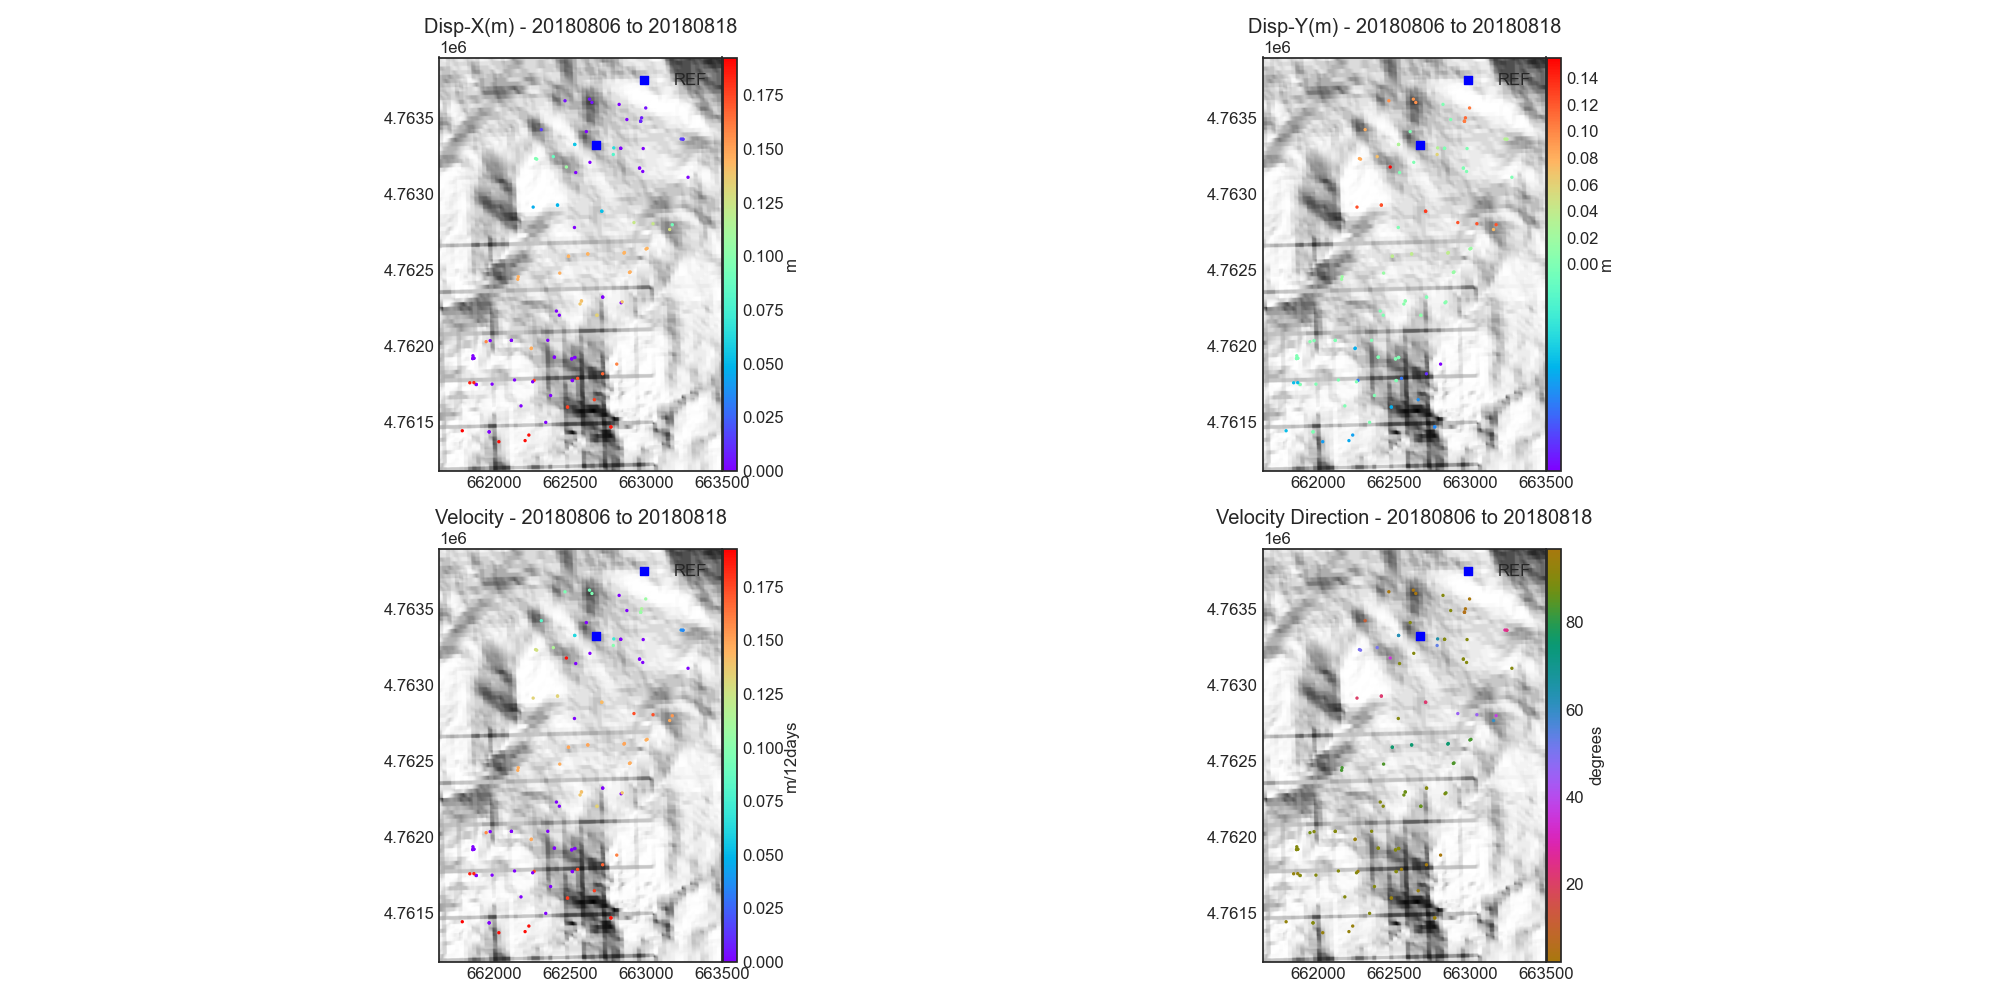 Disp-X(m) - 20180806 to 20180818
1e6
REF
4.7635
4.7630
4.7625
4.7620
4.7615
662000 662500 663000 663500
0.175
0.150
0.125
0.100
0.075
0.050
0.025
0.000
m
Disp-Y(m) - 20180806 to 20180818
1e6
REF
4.7635
4.7630
4.7625
4.7620
4.7615
662000 662500 663000 663500
0.14
0.12
0.10
0.08
0.06
0.04
0.02
0.00
m
Velocity - 20180806 to 20180818
1e6
REF
4.7635
4.7630
4.7625
4.7620
4.7615
662000 662500 663000 663500
0.175
0.150
0.125
0.100
0.075
0.050
0.025
0.000
m/12days
Velocity Direction - 20180806 to 20180818
1e6
REF
4.7635
4.7630
4.7625
4.7620
4.7615
662000 662500 663000 663500
80
60
40
20
degrees